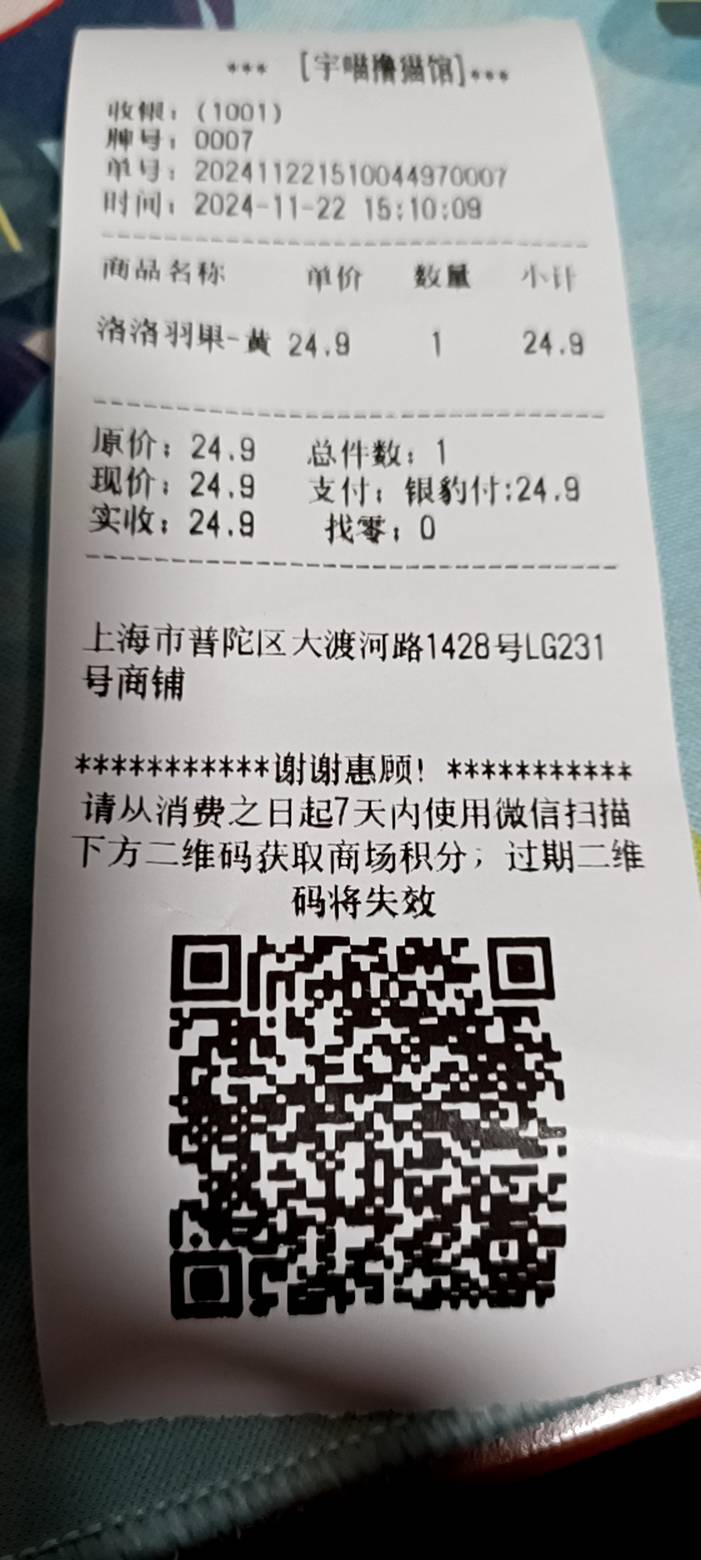 *** [宇喵撸猫馆]***
收银：(1001)
牌号：0007
单号：202411221510044970007
时间：2024-11-22 15:10:09
商品名称 单价 数量 小计
洛洛羽果-黄 24.9 1 24.9
原价：24.9 总件数：1
现价：24.9 支付：银豹付:24.9
实收：24.9 找零：0
上海市普陀区大渡河路1428号LG231
号商铺
***********谢谢惠顾！***********
请从消费之日起7天内使用微信扫描
下方二维码获取商场积分；过期二维
码将失效